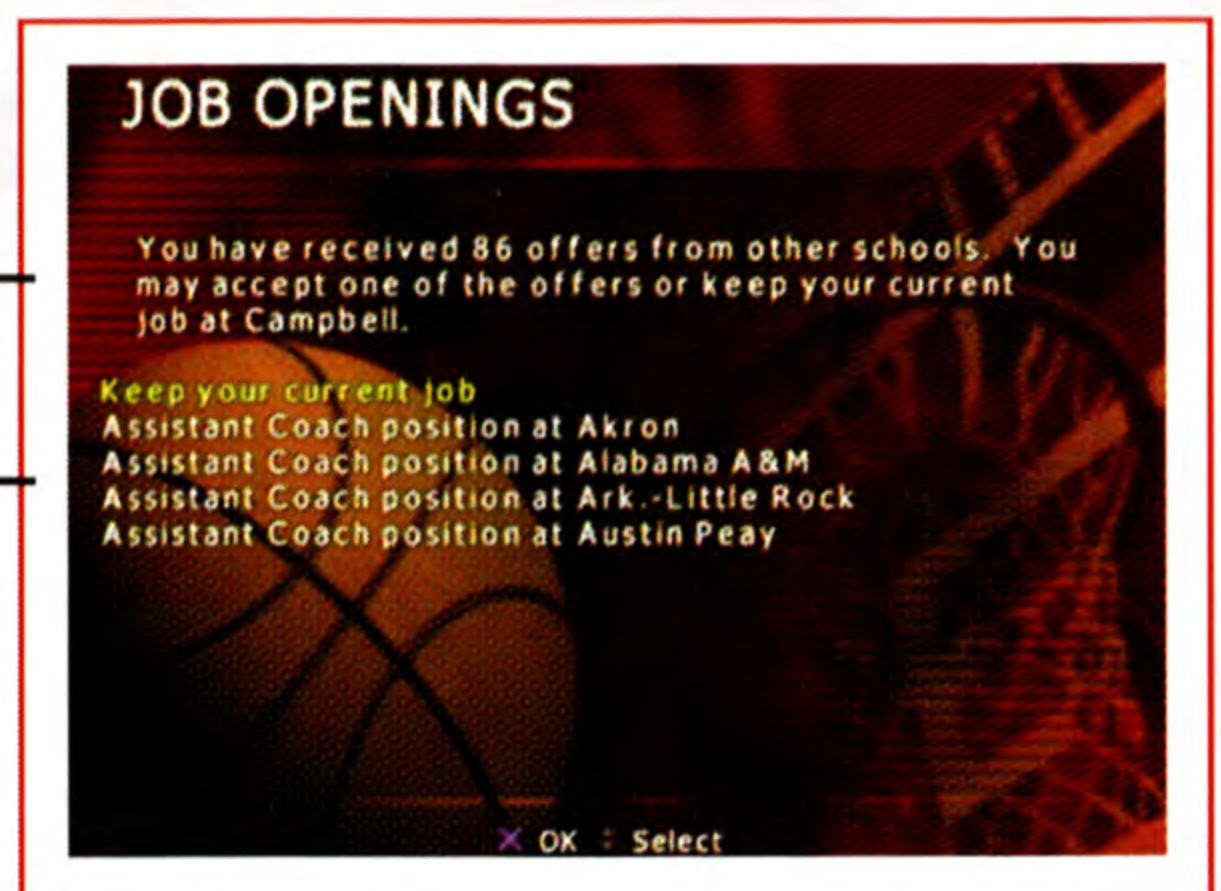 JOB OPENINGS
You have received 86 offers from other schools. You
may accept one of the offers or keep your current
job at Campbell.
Keep your current job
Assistant Coach position at Akron
Assistant Coach position at Alabama A&M
Assistant Coach position at Ark.-Little Rock
Assistant Coach position at Austin Peay
X OK Select